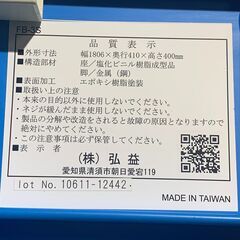 FB-3S
品質表示
■外形寸法　幅1806×奥行410×高さ400mm
■構造部材　座／塩化ビニル樹脂成型品
脚／金属（鋼）
■表面加工　エポキシ樹脂塗装
■取扱い上の注意
・本来の目的以外に使用しないでください。
・ネジが緩んだままで使用しないでください。
・製品の分解や改造をされると、故障の原因となりますのでおやめください。
・この注意事項は必ず保管してください。
■表示者
（株）弘益
愛知県清須市朝日愛宕119
lot No. 10611-12442・
MADE IN TAIWAN